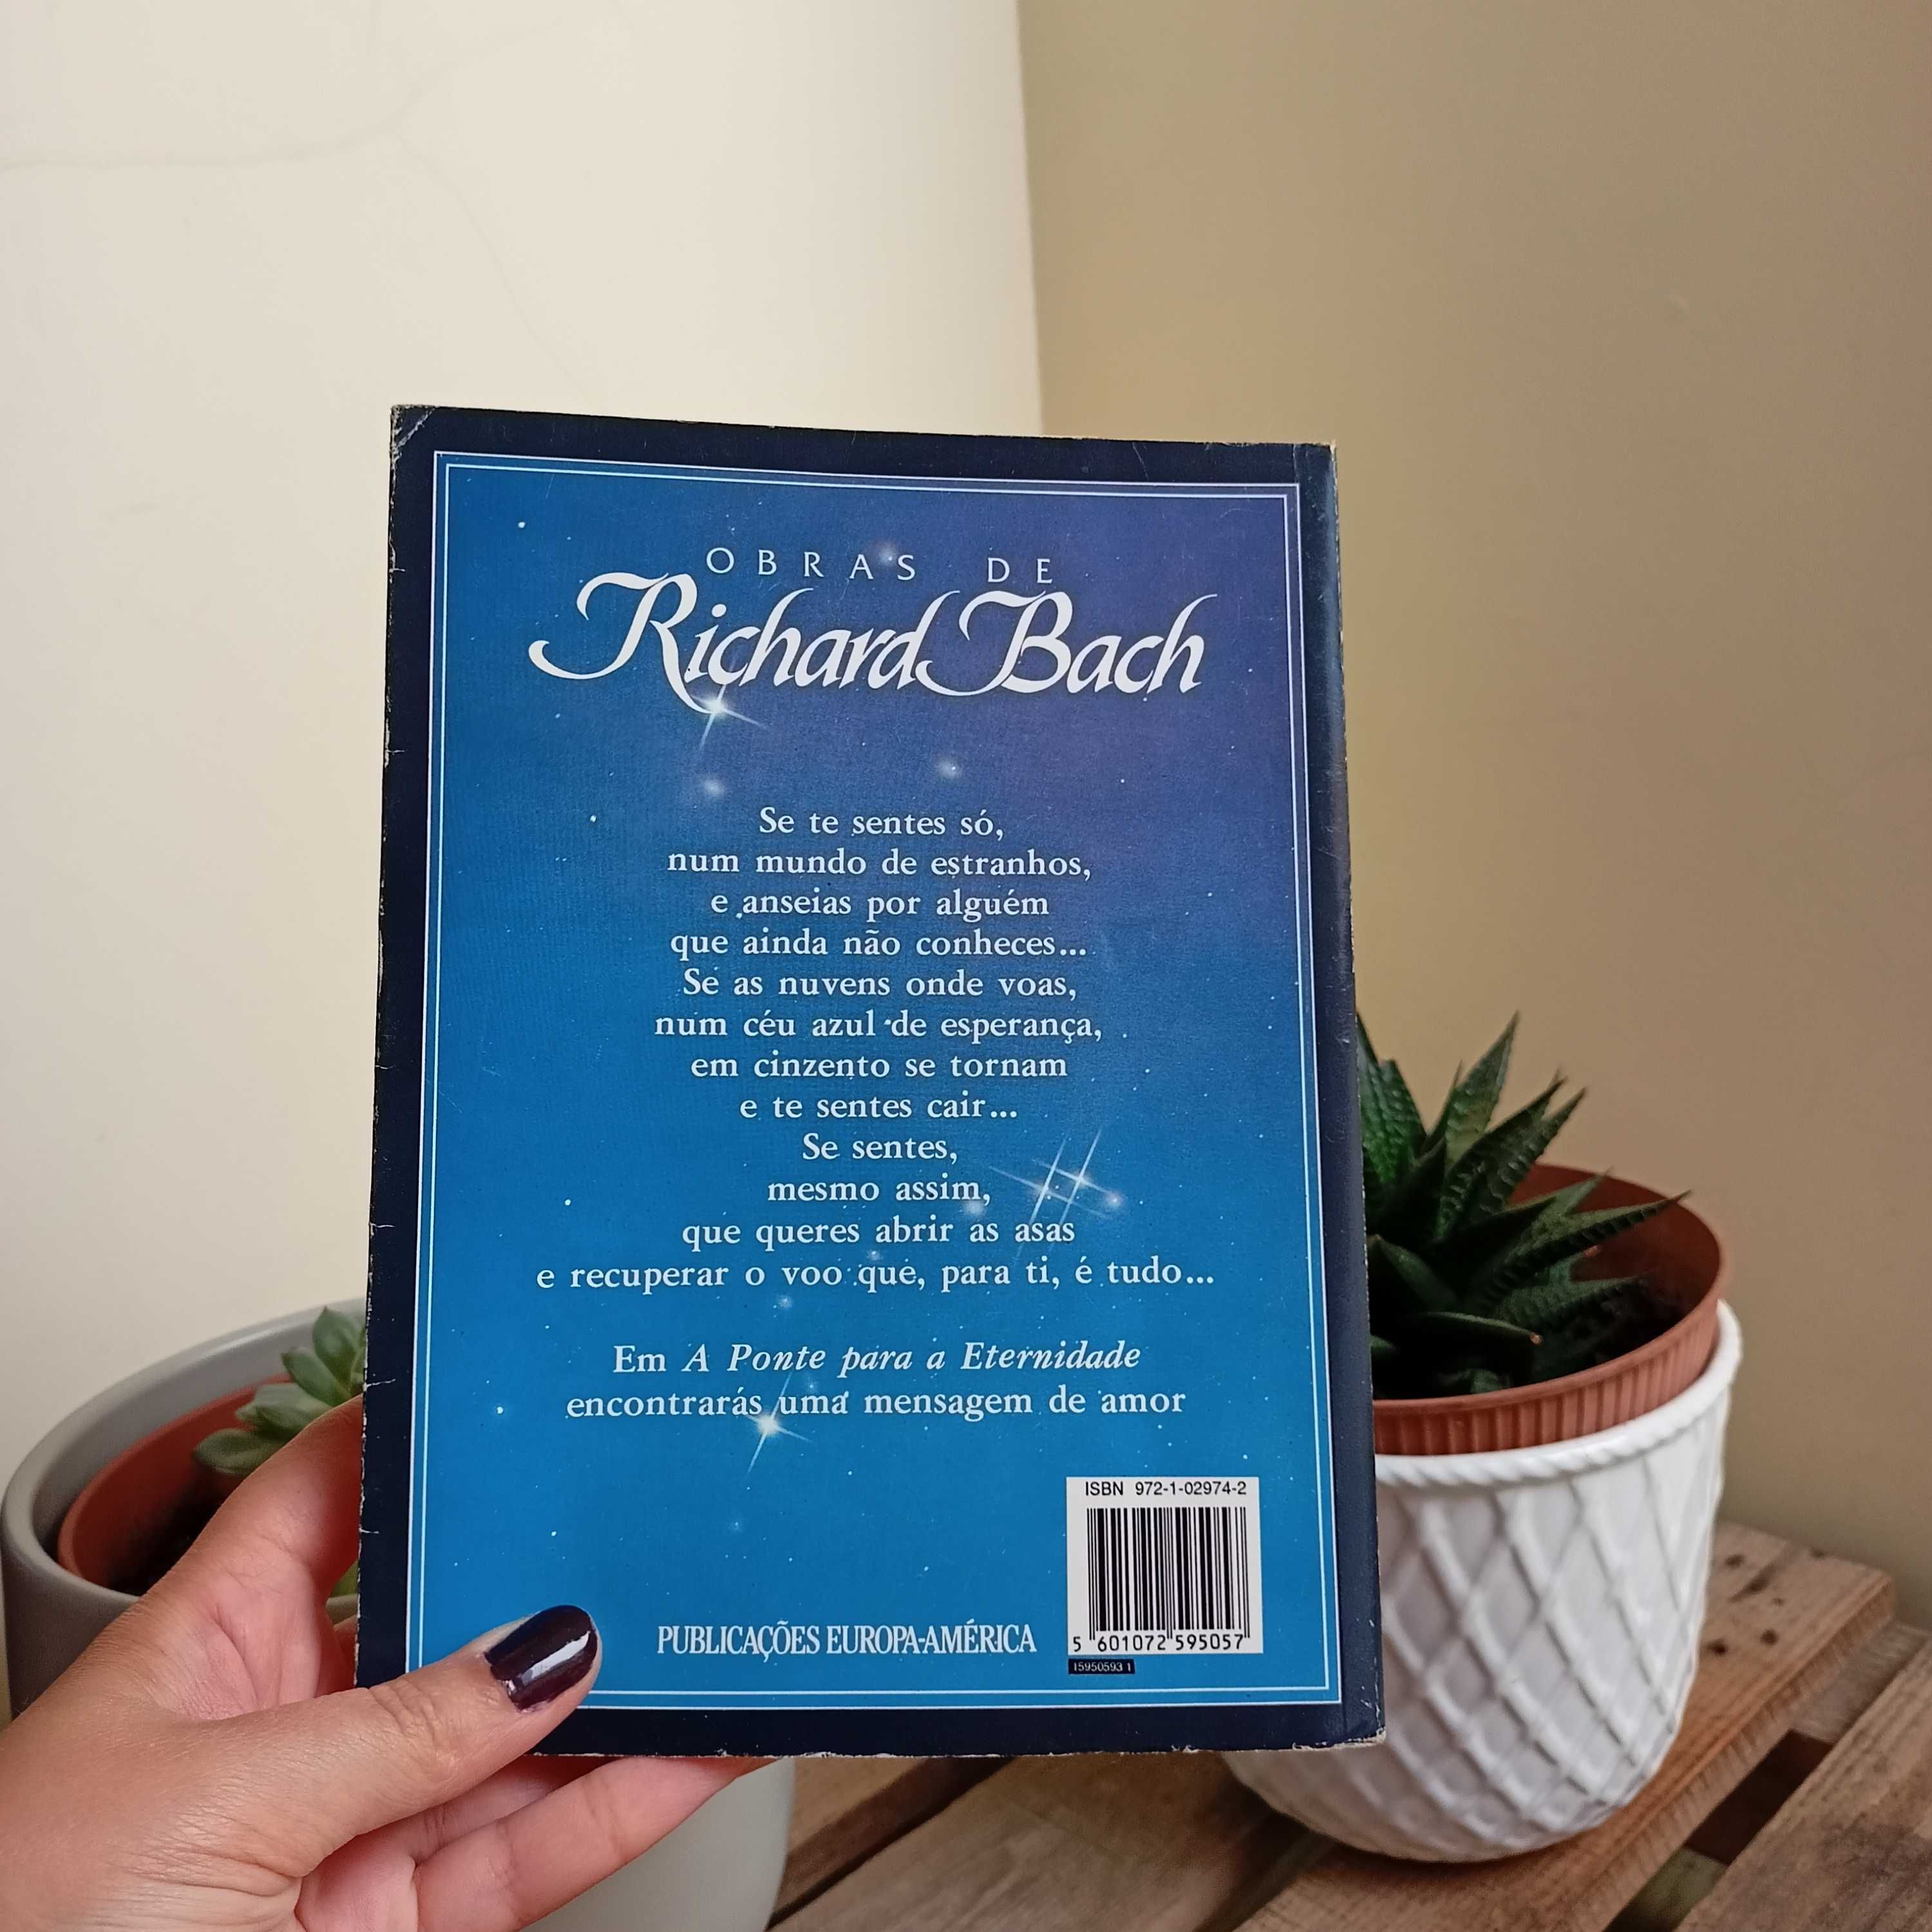 OBRAS DE
Richard Bach
Se te sentes só,
num mundo de estranhos,
e anseias por alguém
que ainda não conheces...
Se as nuvens onde voas,
num céu azul de esperança,
em cinzento se tornam
e te sentes cair...
Se sentes,
mesmo assim,
que queres abrir as asas
e recuperar o voo que, para ti, é tudo...
Em A Ponte para a Eternidade
encontrarás uma mensagem de amor
ISBN 972-1-02974-2
5 601072 595057
15950593 1
PUBLICAÇÕES EUROPA-AMÉRICA